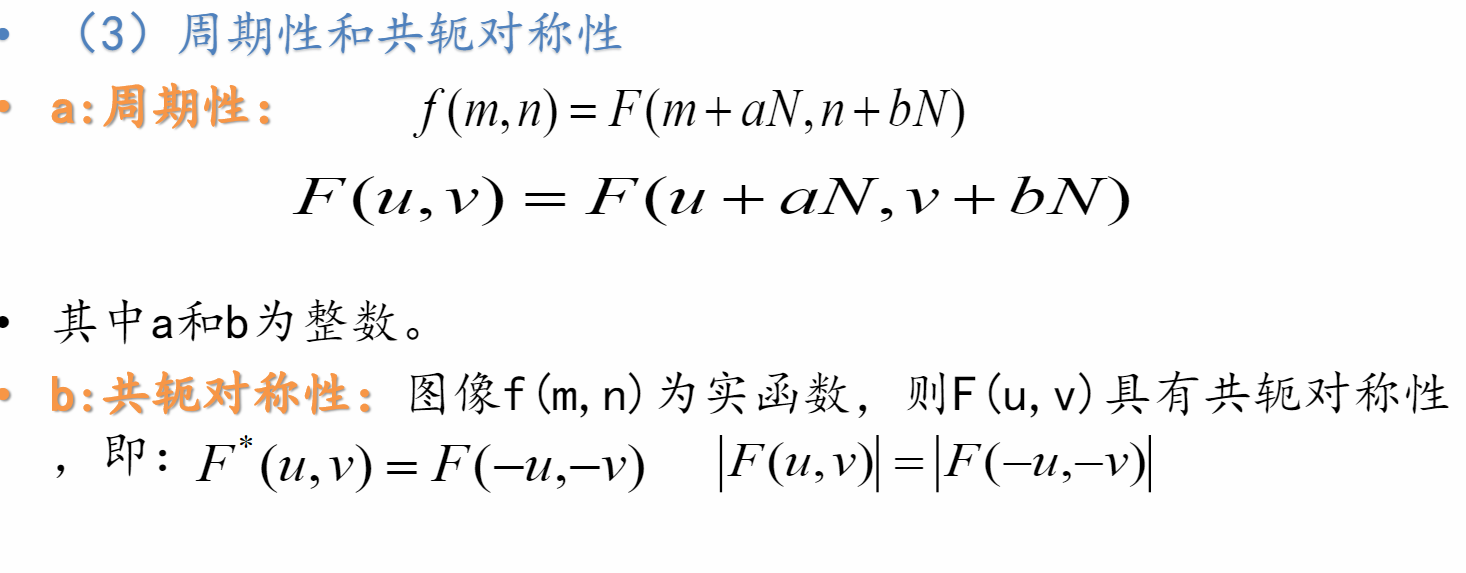 • （3）周期性和共轭对称性
• a:周期性： f(m,n) = F(m+aN,n+bN)
F(u,v) = F(u+aN,v+bN)
• 其中a和b为整数。
• b:共轭对称性：图像f(m,n)为实函数，则F(u,v)具有共轭对称性
，即：F*(u,v) = F(−u,−v) |F(u,v)| = |F(−u,−v)|